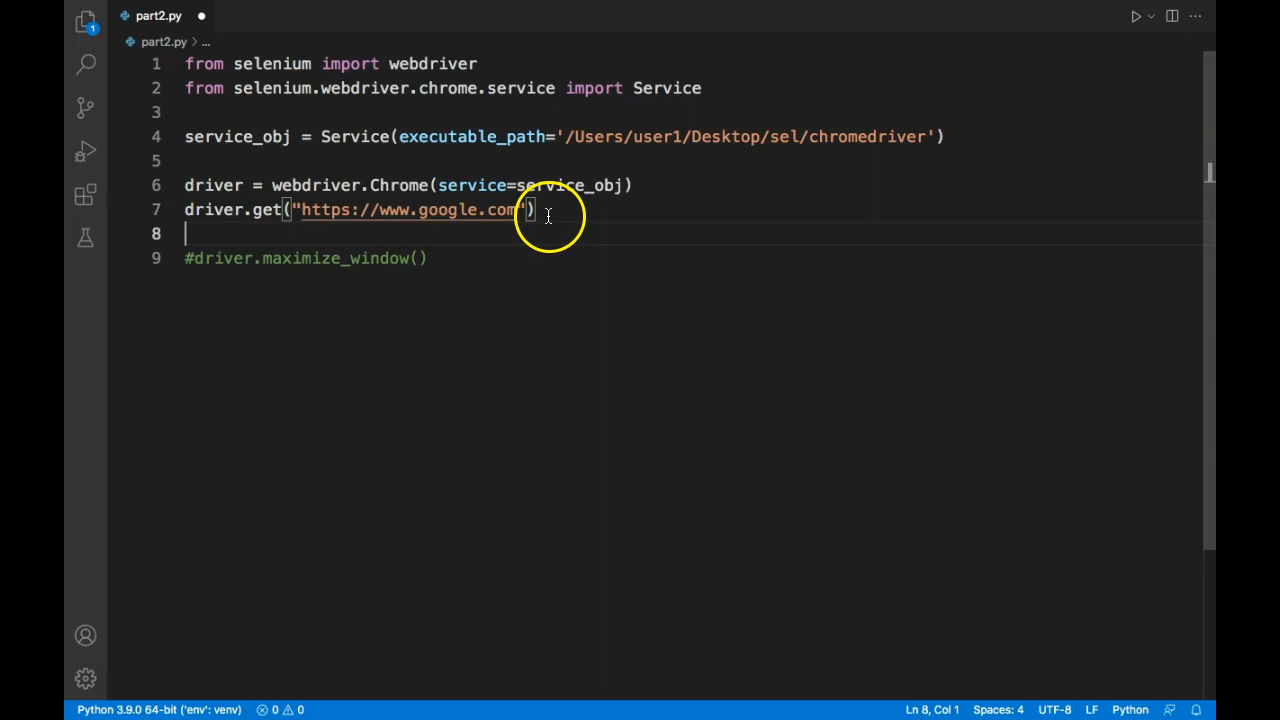 part2.py
part2.py > ...
1 from selenium import webdriver
2 from selenium.webdriver.chrome.service import Service
3
4 service_obj = Service(executable_path='/Users/user1/Desktop/sel/chromedriver')
5
6 driver = webdriver.Chrome(service=service_obj)
7 driver.get("https://www.google.com")
8
9 #driver.maximize_window()
1
Python 3.9.0 64-bit ('env': venv) 0 0 Ln 8, Col 1 Spaces: 4 UTF-8 LF Python